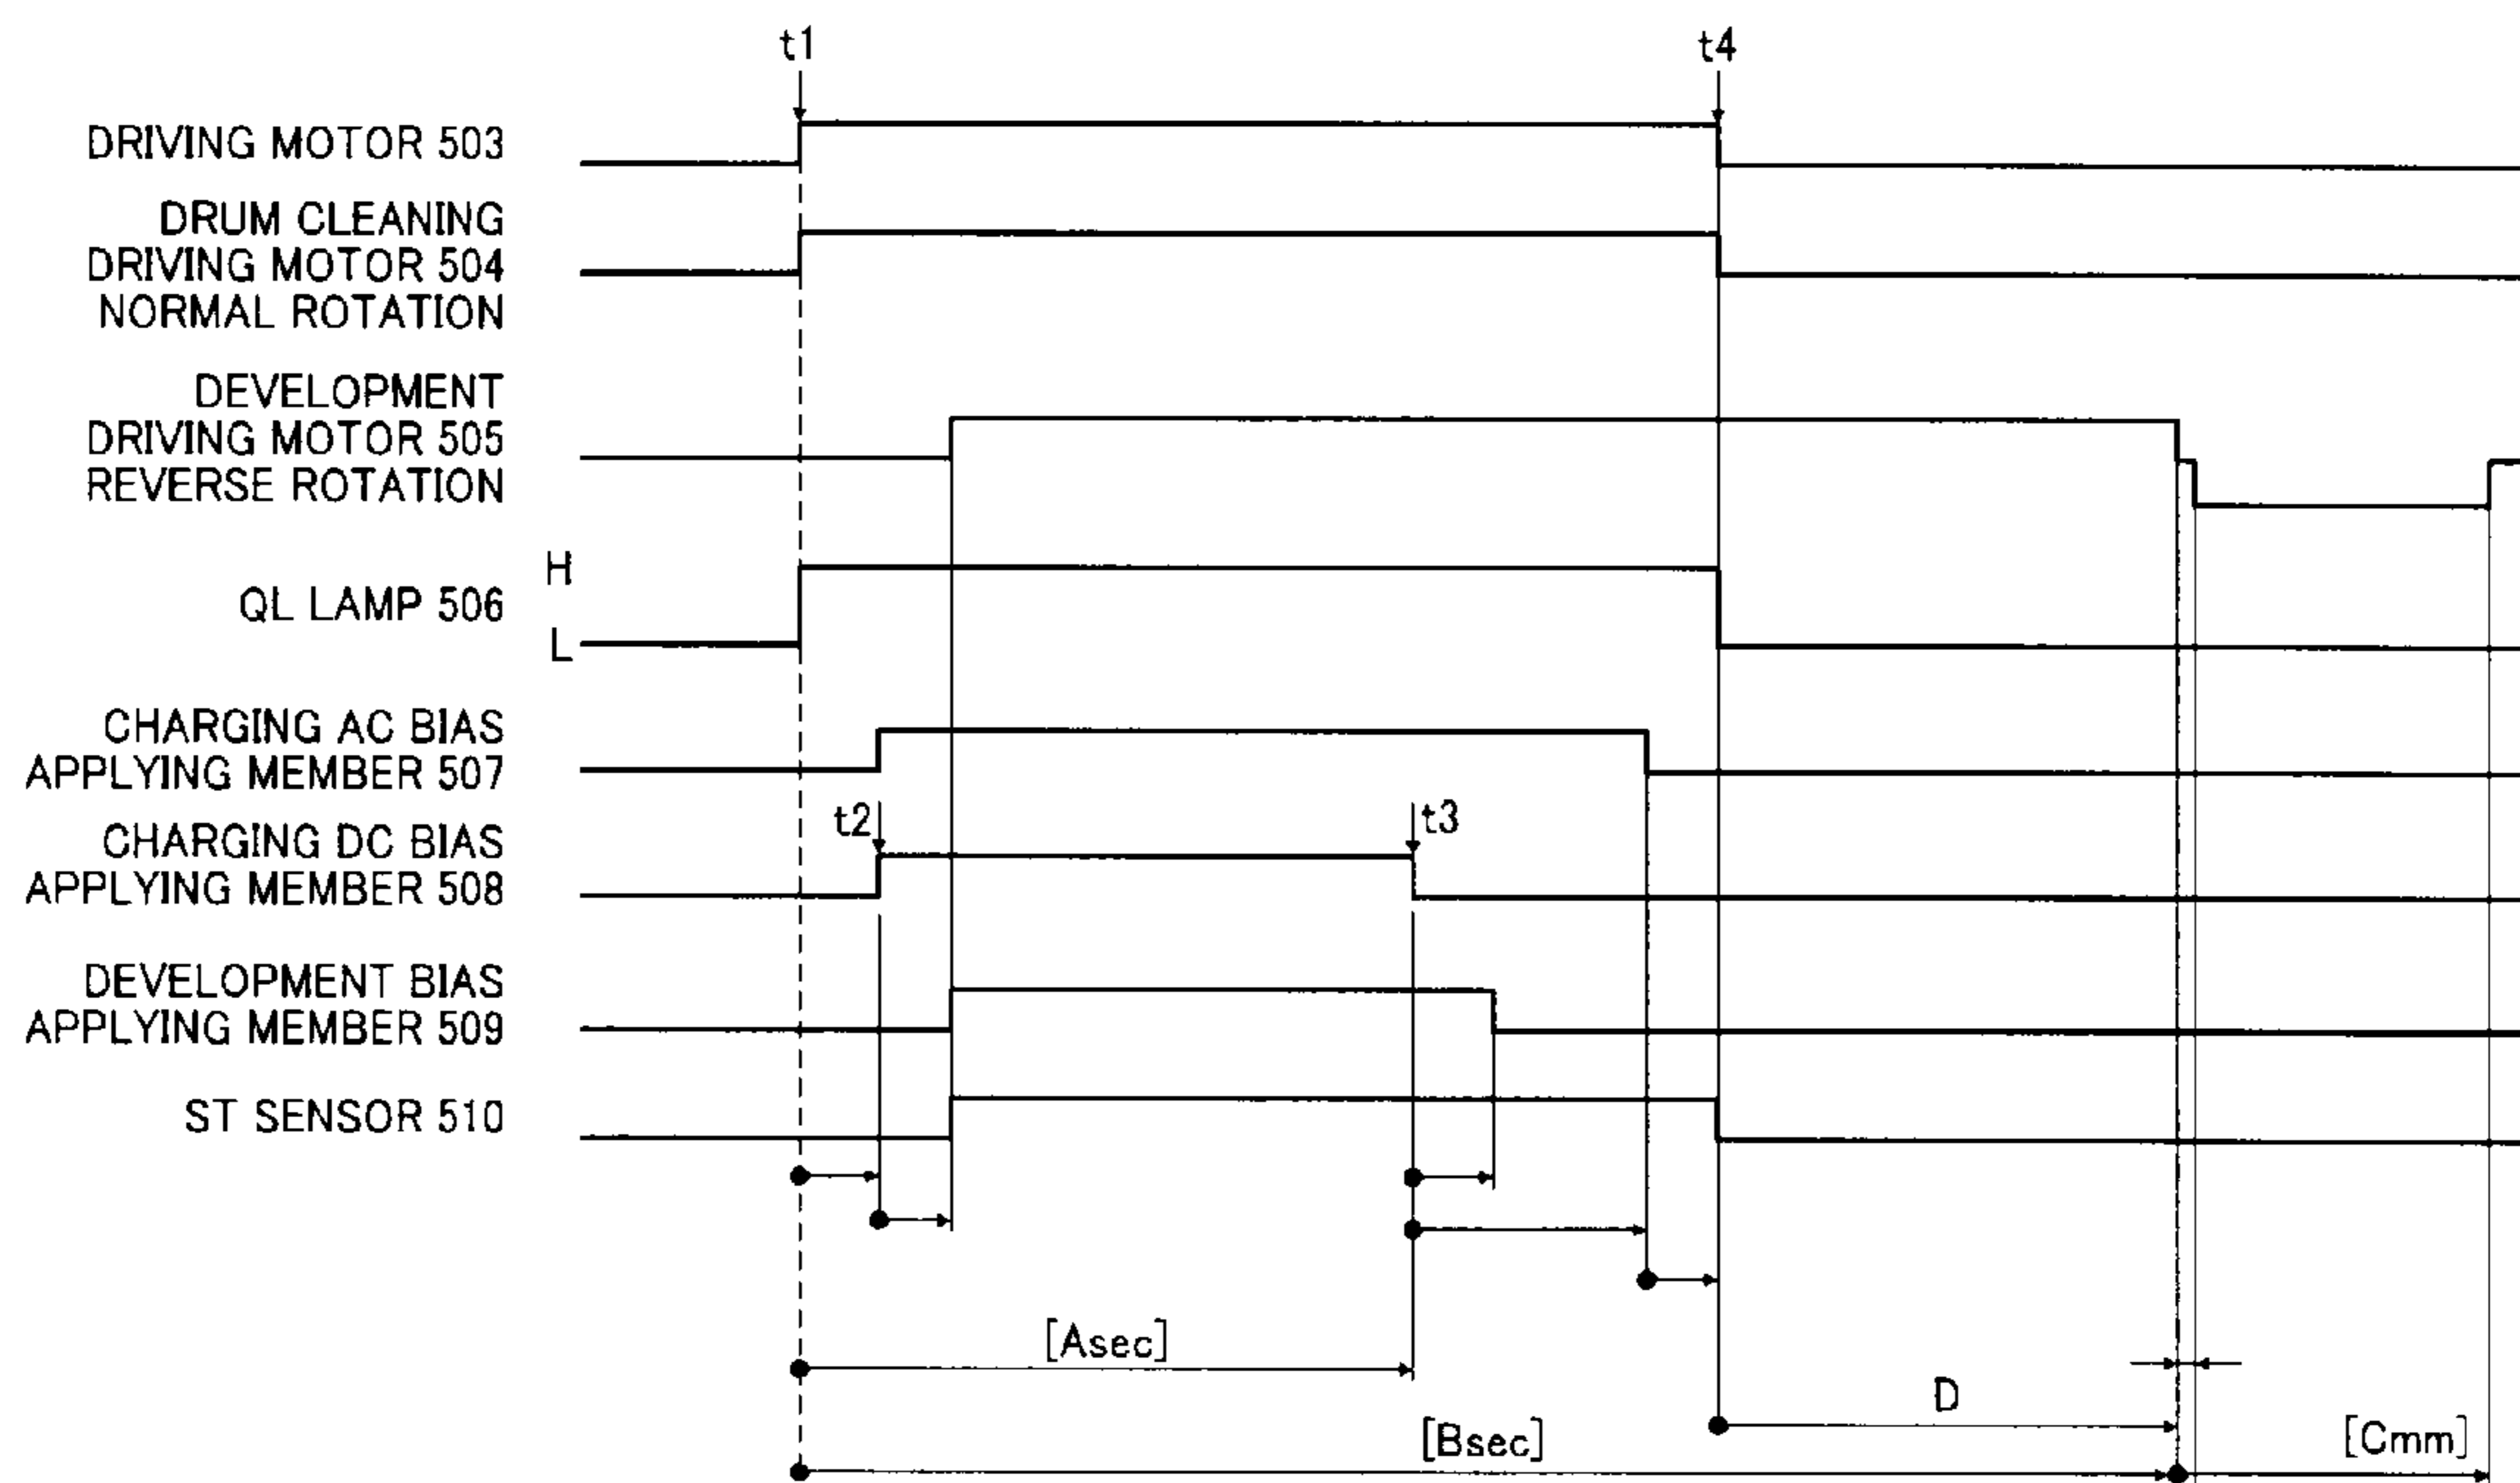 t1
t4
DRIVING MOTOR 503
DRUM CLEANING
DRIVING MOTOR 504
NORMAL ROTATION
DEVELOPMENT
DRIVING MOTOR 505
REVERSE ROTATION
H
QL LAMP 506
L
CHARGING AC BIAS
APPLYING MEMBER 507
t2
t3
CHARGING DC BIAS
APPLYING MEMBER 508
DEVELOPMENT BIAS
APPLYING MEMBER 509
ST SENSOR 510
[Asec]
D
[Bsec]
[Cmm]